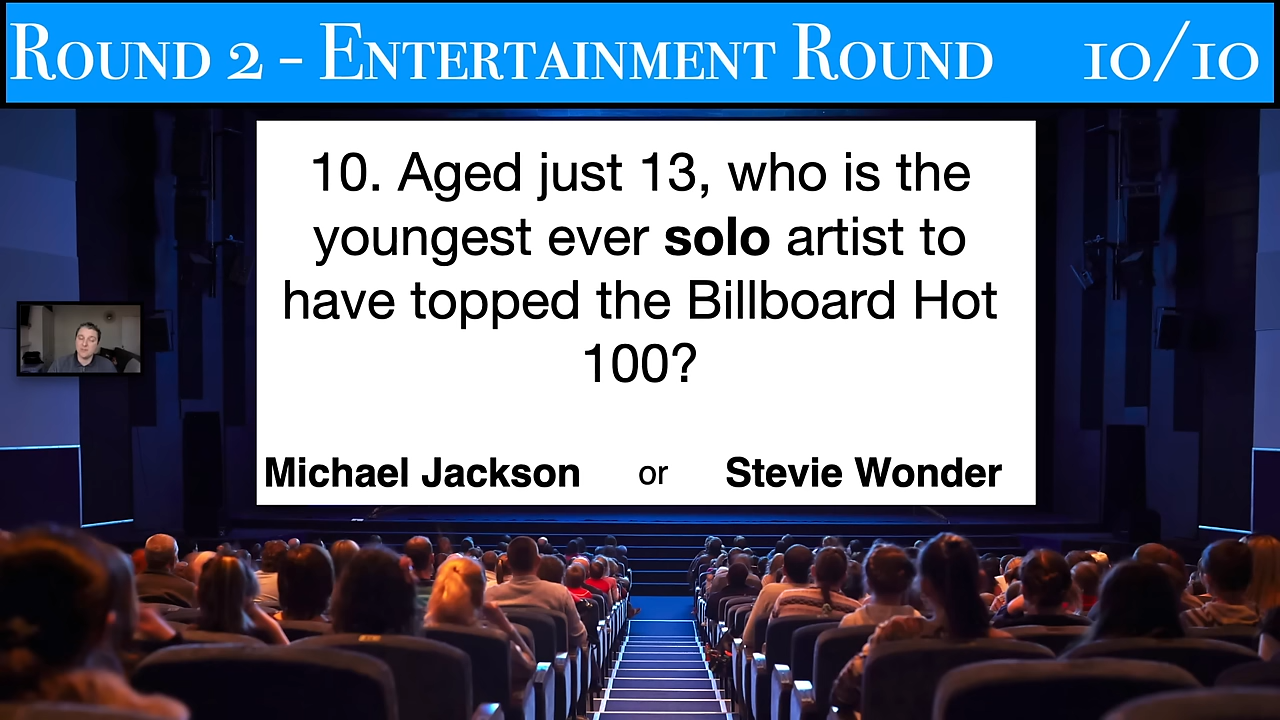 Round 2 - Entertainment Round 10/10
10. Aged just 13, who is the
youngest ever solo artist to
have topped the Billboard Hot
100?
Michael Jackson or Stevie Wonder